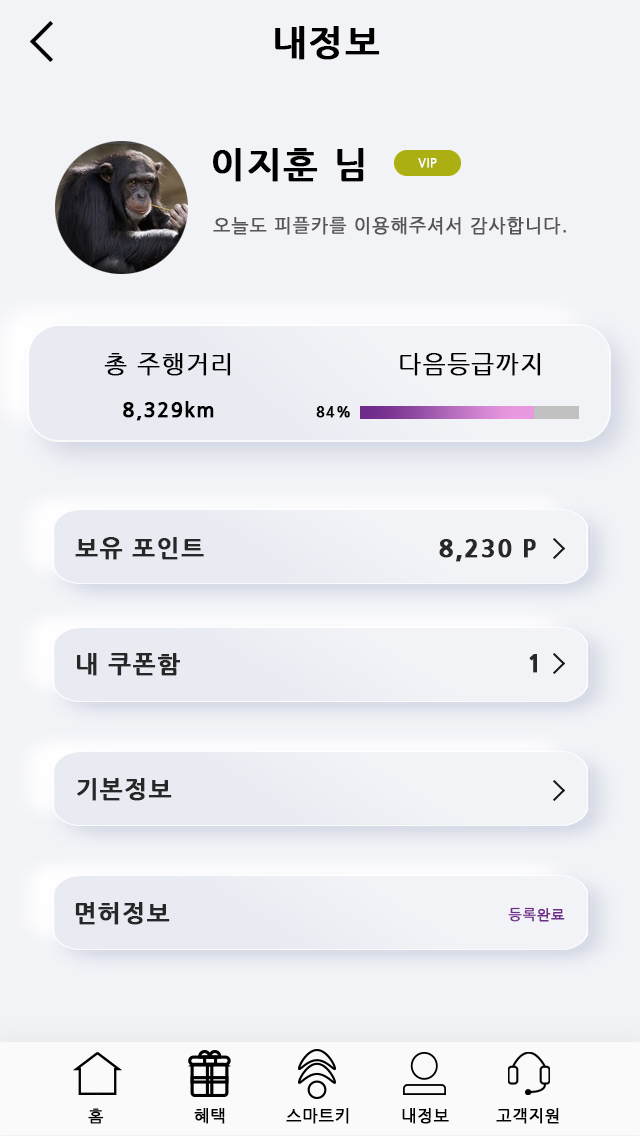 내정보
이지훈 님 VIP
오늘도 피플카를 이용해주셔서 감사합니다.
총 주행거리 다음등급까지
8,329km 84%
보유 포인트 8,230 P
내 쿠폰함 1
기본정보
면허정보 등록완료
홈 혜택 스마트키 내정보 고객지원